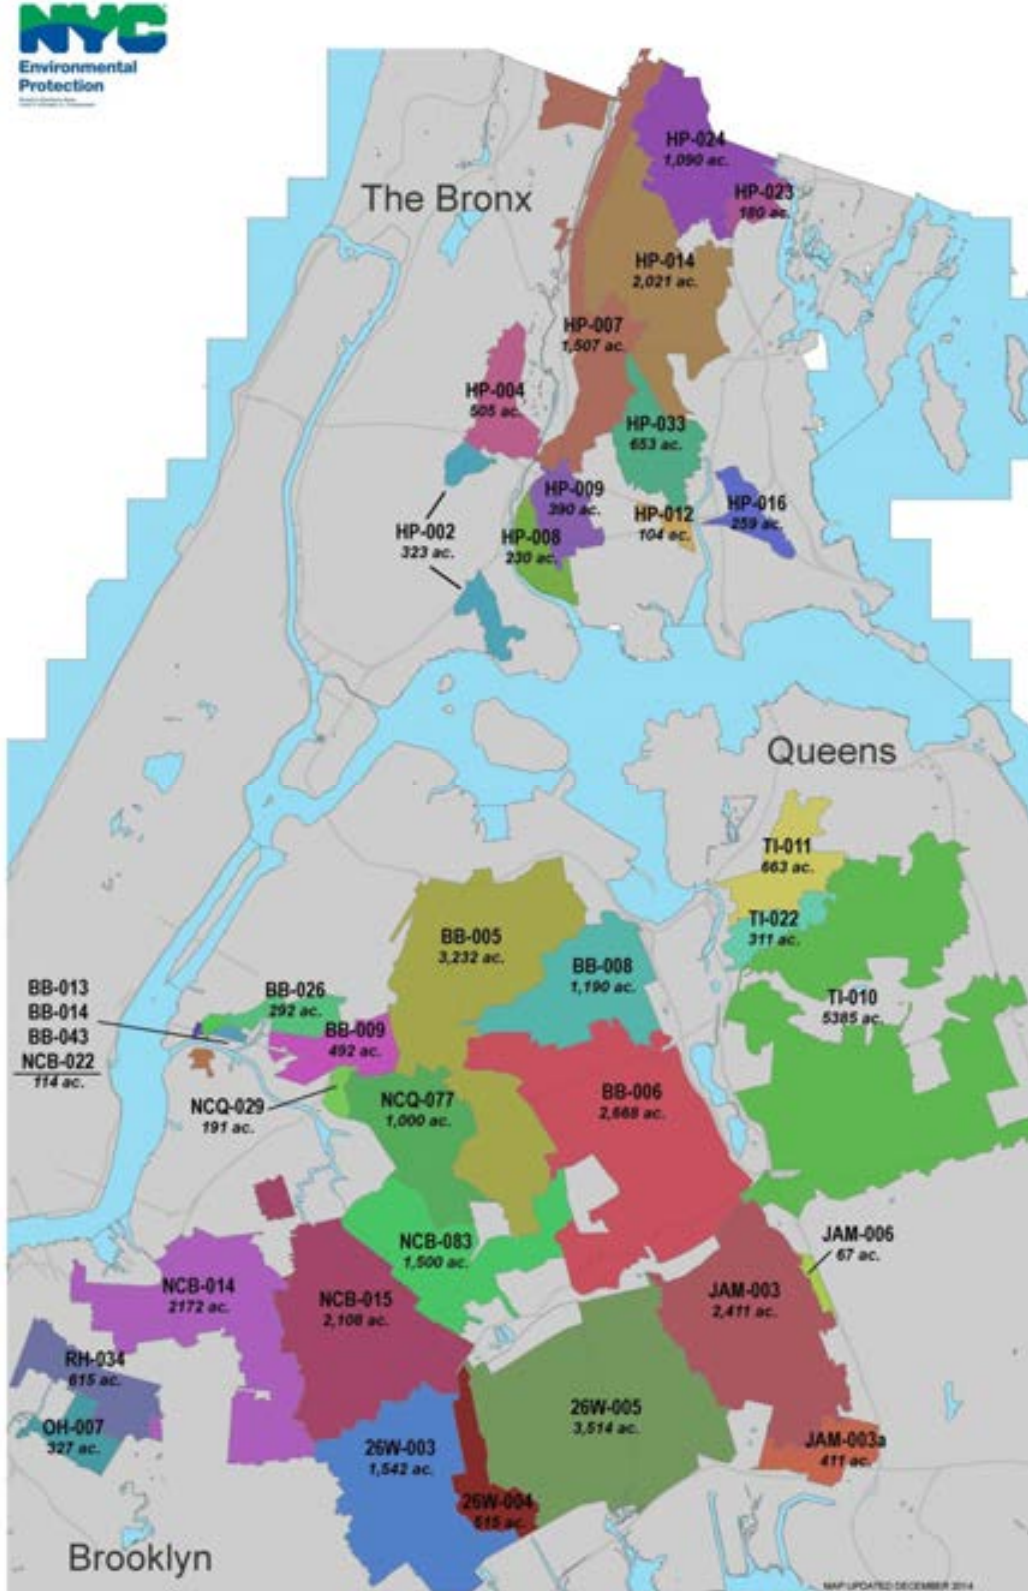 NYC
Environmental
Protection
The Bronx
HP-024
1,090 ac.
HP-023
180 ac.
HP-014
2,021 ac.
HP-007
1,507 ac.
HP-004
505 ac.
HP-033
653 ac.
HP-009
390 ac.
HP-016
259 ac.
HP-012
104 ac.
HP-002
323 ac.
HP-008
230 ac.
Queens
TI-011
663 ac.
TI-022
311 ac.
BB-005
3,232 ac.
BB-008
1,190 ac.
TI-010
5385 ac.
BB-013
BB-014
BB-043
NCB-022
114 ac.
BB-026
292 ac.
BB-009
492 ac.
NCQ-029
191 ac.
NCQ-077
1,000 ac.
BB-006
2,668 ac.
NCB-083
1,500 ac.
JAM-006
67 ac.
NCB-014
2172 ac.
NCB-015
2,108 ac.
JAM-003
2,411 ac.
RH-034
615 ac.
OH-007
327 ac.
26W-005
3,514 ac.
26W-003
1,542 ac.
JAM-003a
411 ac.
26W-004
515 ac.
Brooklyn
MAP UPDATED DECEMBER 2014